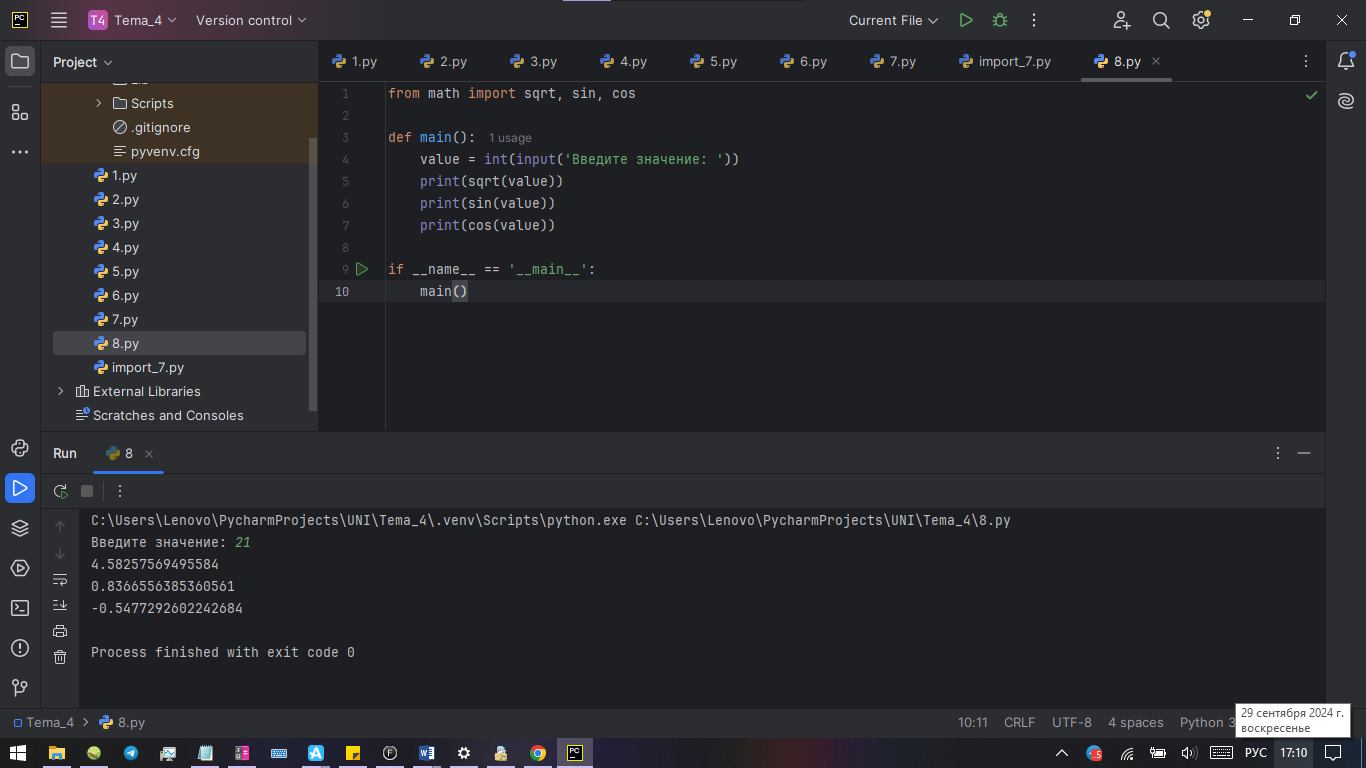 PC T4 Tema_4 Version control Current File
Project
1.py 2.py 3.py 4.py 5.py 6.py 7.py import_7.py 8.py
Scripts
.gitignore
pyvenv.cfg
1.py
2.py
3.py
4.py
5.py
6.py
7.py
8.py
import_7.py
External Libraries
Scratches and Consoles
1 from math import sqrt, sin, cos
2
3 def main(): 1 usage
4 value = int(input('Введите значение: '))
5 print(sqrt(value))
6 print(sin(value))
7 print(cos(value))
8
9 if __name__ == '__main__':
10 main()
Run 8
C:\Users\Lenovo\PycharmProjects\UNI\Tema_4\.venv\Scripts\python.exe C:\Users\Lenovo\PycharmProjects\UNI\Tema_4\8.py
Введите значение: 21
4.58257569495584
0.8366556385360561
-0.5477292602242684
Process finished with exit code 0
Tema_4 8.py 10:11 CRLF UTF-8 4 spaces Python 3
29 сентября 2024 г.
воскресенье
РУС 17:10